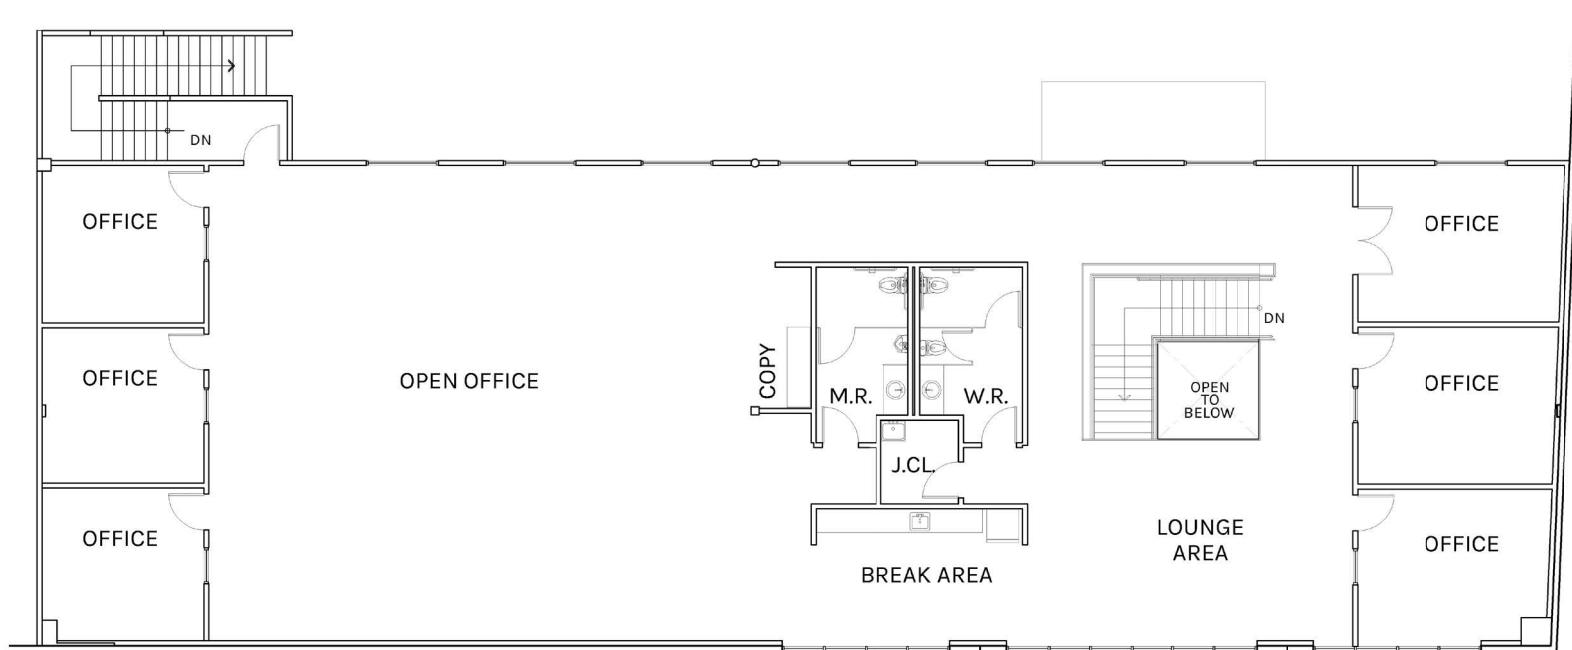 DN
OFFICE
OFFICE
OFFICE
OPEN OFFICE
COPY
M.R.
W.R.
J.CL.
BREAK AREA
DN
OPEN
TO
BELOW
LOUNGE
AREA
OFFICE
OFFICE
OFFICE